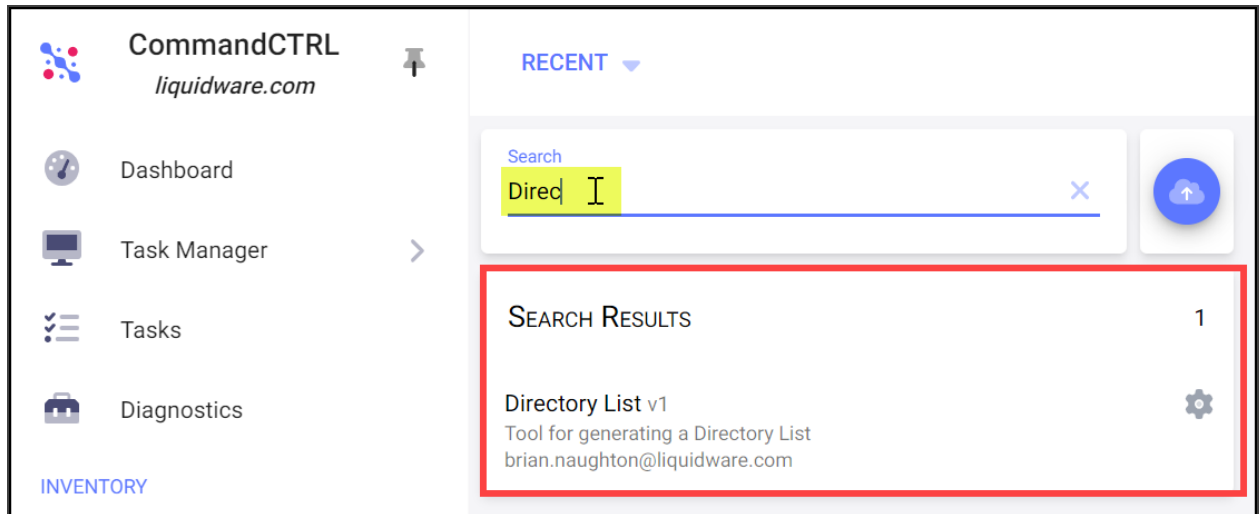 CommandCTRL
liquidware.com
Dashboard
Task Manager
Tasks
Diagnostics
INVENTORY
RECENT
Search
Direc
SEARCH RESULTS 1
Directory List v1
Tool for generating a Directory List
brian.naughton@liquidware.com